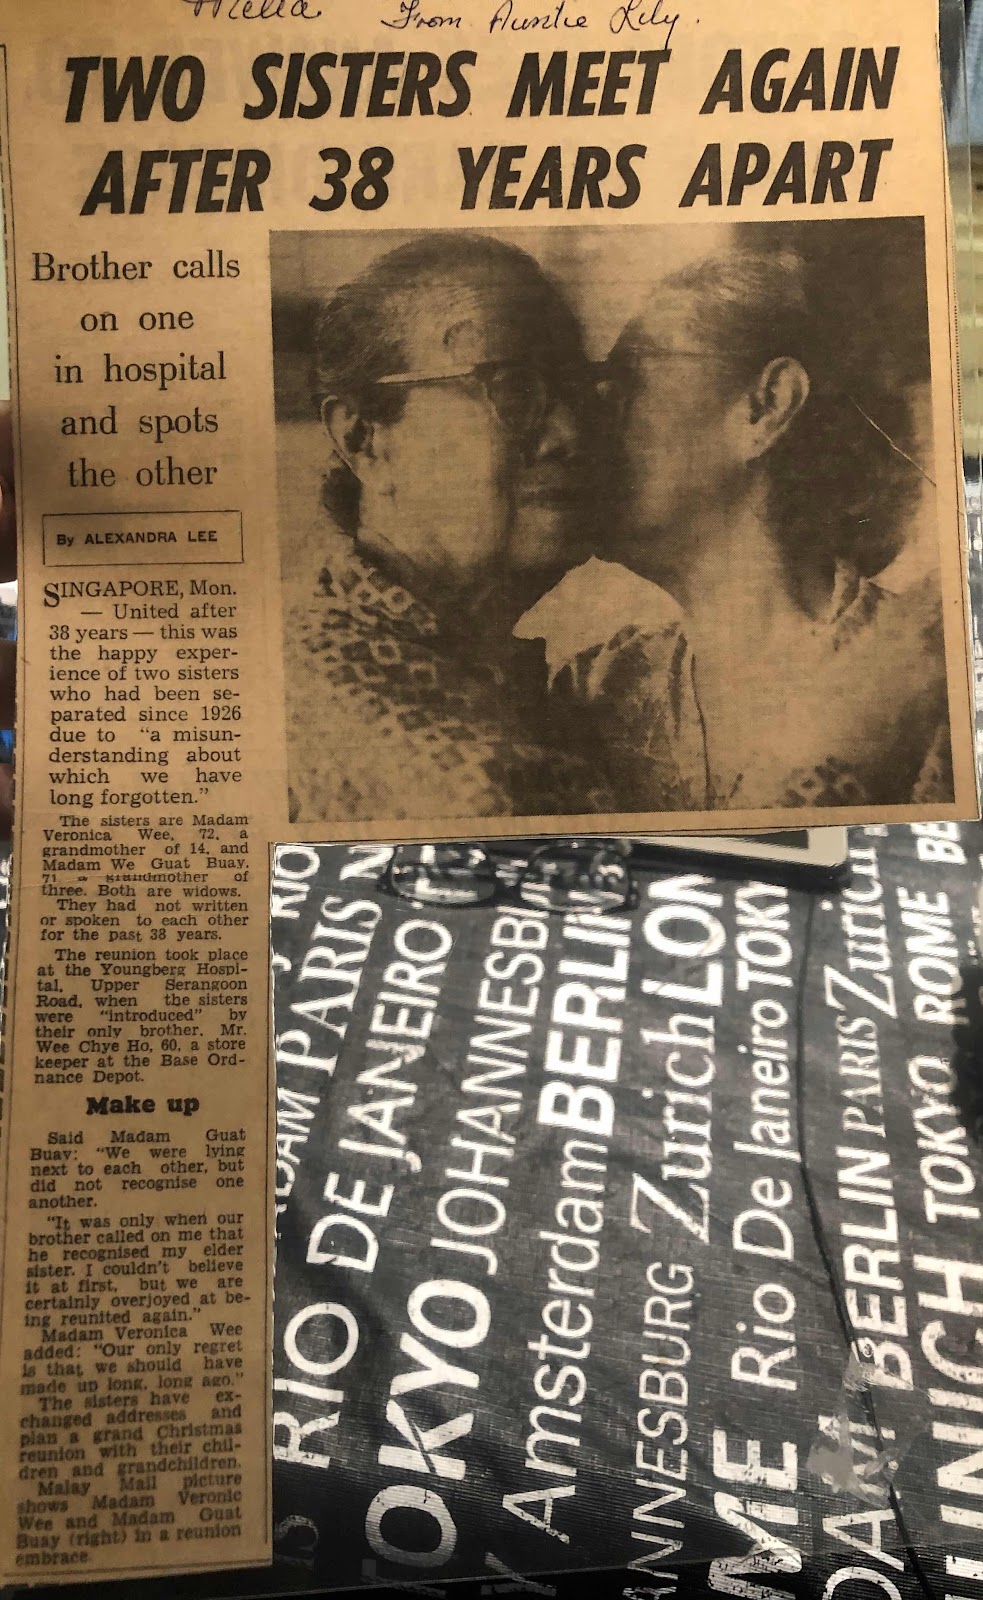 From Auntie Lily.
TWO SISTERS MEET AGAIN
AFTER 38 YEARS APART
Brother calls
on one
in hospital
and spots
the other
By ALEXANDRA LEE
SINGAPORE, Mon.
— United after
38 years — this was
the happy exper-
ience of two sisters
who had been se-
parated since 1926
due to "a misun-
derstanding about
which we have
long forgotten."
The sisters are Madam
Veronica Wee, 72, a
grandmother of 14, and
Madam We Guat Buay,
71 a grandmother of
three. Both are widows.
They had not written
or spoken to each other
for the past 38 years.
The reunion took place
at the Youngberg Hospi-
tal, Upper Serangoon
Road, when the sisters
were "introduced" by
their only brother, Mr.
Wee Chye Ho, 60, a store
keeper at the Base Ord-
nance Depot.
Make up
Said Madam Guat
Buay: "We were lying
next to each other, but
did not recognise one
another.
"It was only when our
brother called on me that
he recognised my elder
sister. I couldn't believe
it at first, but we are
certainly overjoyed at be-
ing reunited again."
Madam Veronica Wee
added: "Our only regret
is that we should have
made up long, long ago."
The sisters have ex-
changed addresses and
plan a grand Christmas
reunion with their chil-
dren and grandchildren.
Malay Mail picture
shows Madam Veronic
Wee and Madam Guat
Buay (right) in a reunion
embrace.
RIO
PARIS
RIO DE JANEIRO
TOKYO JOHANNESBU
Amsterdam BERLIN
Zurich LON
Rio De Janeiro TOKY
BERLIN PARIS Zurich
TOKYO ROME BE